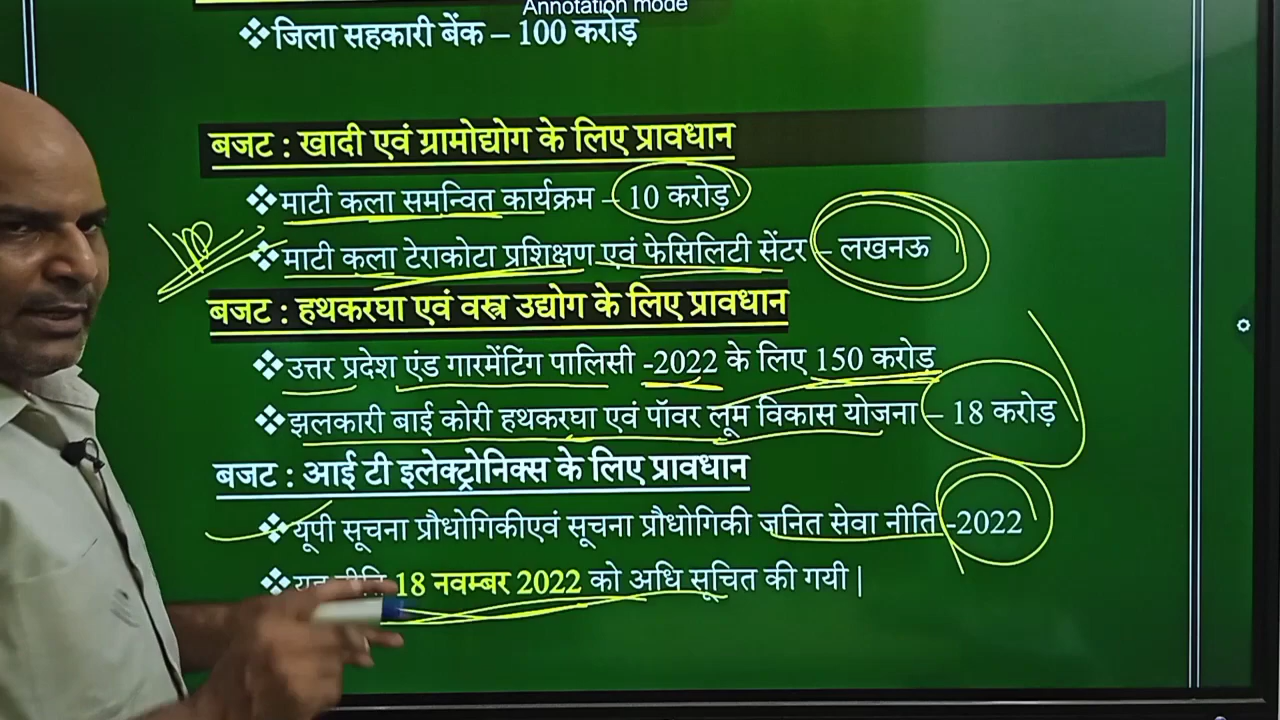 Annotation mode
❖जिला सहकारी बेंक – 100 करोड़
बजट : खादी एवं ग्रामोद्योग के लिए प्रावधान
❖माटी कला समन्वित कार्यक्रम – 10 करोड़
❖माटी कला टेराकोटा प्रशिक्षण एवं फेसिलिटी सेंटर – लखनऊ
बजट : हथकरघा एवं वस्त्र उद्योग के लिए प्रावधान
❖उत्तर प्रदेश एंड गारमेंटिंग पालिसी -2022 के लिए 150 करोड़
❖झलकारी बाई कोरी हथकरघा एवं पॉवर लूम विकास योजना – 18 करोड़
बजट : आई टी इलेक्ट्रोनिक्स के लिए प्रावधान
❖यूपी सूचना प्रौधोगिकीएवं सूचना प्रौधोगिकी जनित सेवा नीति -2022
❖ 18 नवम्बर 2022 को अधि सूचित की गयी |